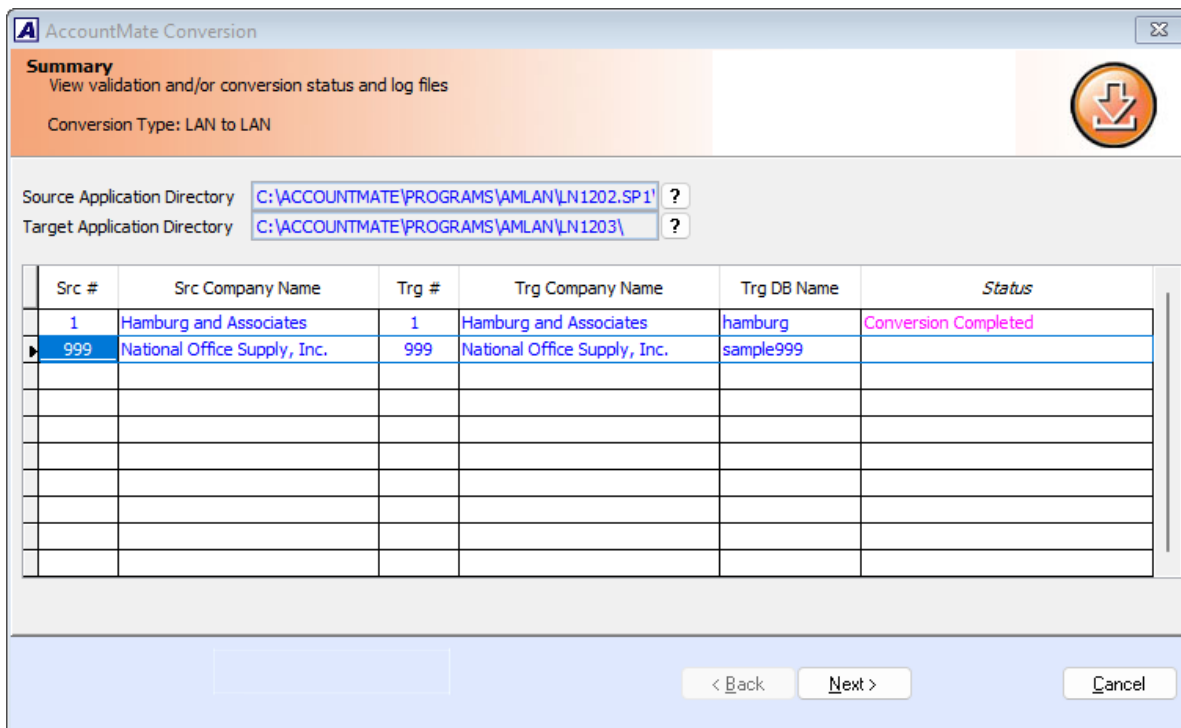 A AccountMate Conversion
Summary
View validation and/or conversion status and log files
Conversion Type: LAN to LAN
Source Application Directory C:\ACCOUNTMATE\PROGRAMS\AMLAN\LN1202.SP1\ ?
Target Application Directory C:\ACCOUNTMATE\PROGRAMS\AMLAN\LN1203\ ?
Src # Src Company Name Trg # Trg Company Name Trg DB Name Status
1 Hamburg and Associates 1 Hamburg and Associates hamburg Conversion Completed
999 National Office Supply, Inc. 999 National Office Supply, Inc. sample999
< Back Next > Cancel